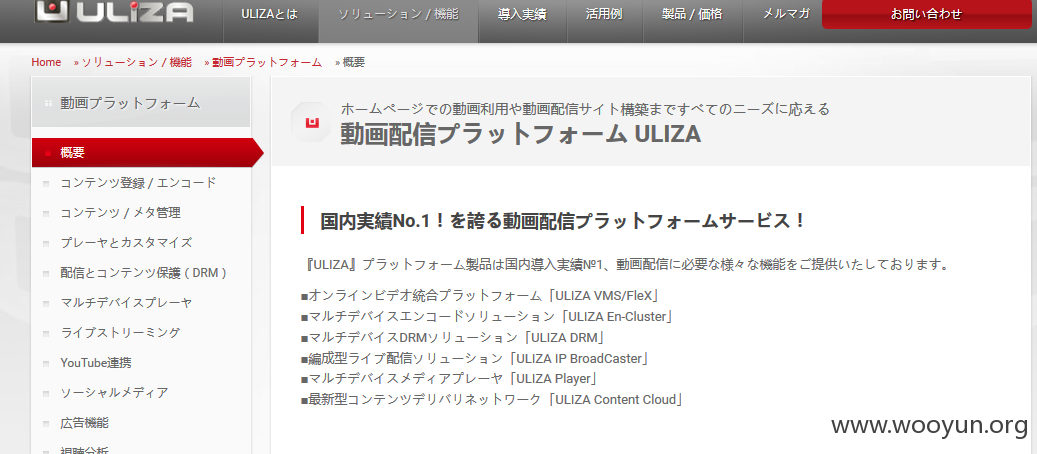 ULIZA
ULIZAとは ソリューション / 機能 導入実績 活用例 製品 / 価格 メルマガ お問い合わせ
Home » ソリューション / 機能 » 動画プラットフォーム » 概要
動画プラットフォーム
概要
コンテンツ登録 / エンコード
コンテンツ / メタ管理
プレーヤとカスタマイズ
配信とコンテンツ保護（DRM）
マルチデバイスプレーヤ
ライブストリーミング
YouTube連携
ソーシャルメディア
広告機能
視聴分析
ホームページでの動画利用や動画配信サイト構築まですべてのニーズに応える
動画配信プラットフォーム ULIZA
国内実績No.1！を誇る動画配信プラットフォームサービス！
『ULIZA』プラットフォーム製品は国内導入実績№1、動画配信に必要な様々な機能をご提供いたしております。
■オンラインビデオ統合プラットフォーム「ULIZA VMS/FleX」
■マルチデバイスエンコードソリューション「ULIZA En-Cluster」
■マルチデバイスDRMソリューション「ULIZA DRM」
■編成型ライブ配信ソリューション「ULIZA IP BroadCaster」
■マルチデバイスメディアプレーヤ「ULIZA Player」
■最新型コンテンツデリバリネットワーク「ULIZA Content Cloud」
www.wooyun.org